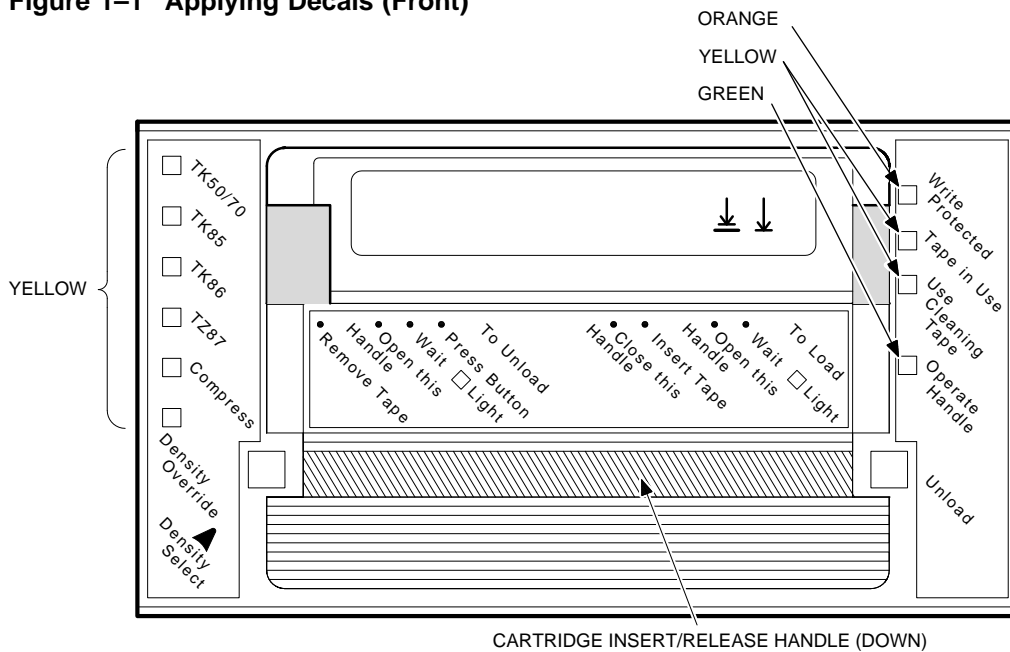 Figure 1–1 Applying Decals (Front)
ORANGE
YELLOW
GREEN
YELLOW
TK50/70
TK85
TK86
TZ87
Compress
Density
Override
Density
Select
To Unload
• Press Button
• Wait
Light
• Open this
Handle
• Remove Tape
To Load
• Wait
Light
• Open this
Handle
• Insert Tape
• Close this
Handle
Write
Protected
Tape in Use
Use
Cleaning
Tape
Operate
Handle
Unload
CARTRIDGE INSERT/RELEASE HANDLE (DOWN)